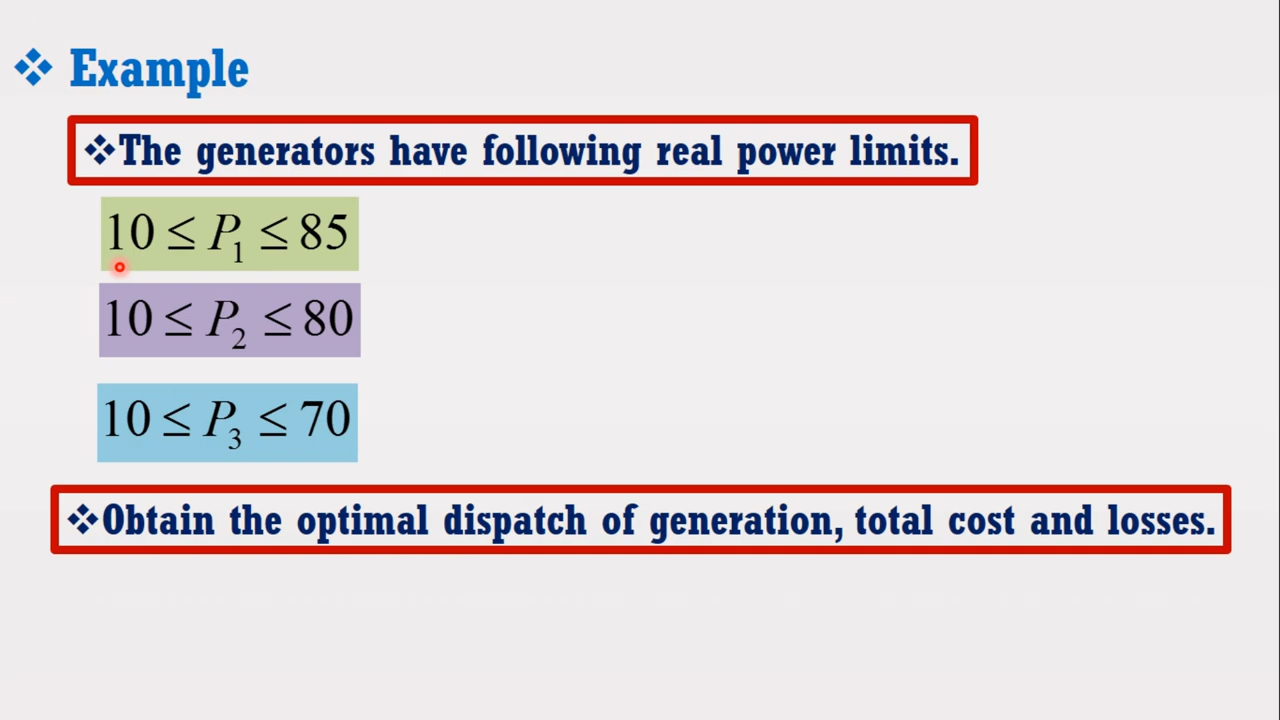 ❖ Example
❖The generators have following real power limits.
10 ≤ P₁ ≤ 85
10 ≤ P₂ ≤ 80
10 ≤ P₃ ≤ 70
❖Obtain the optimal dispatch of generation, total cost and losses.